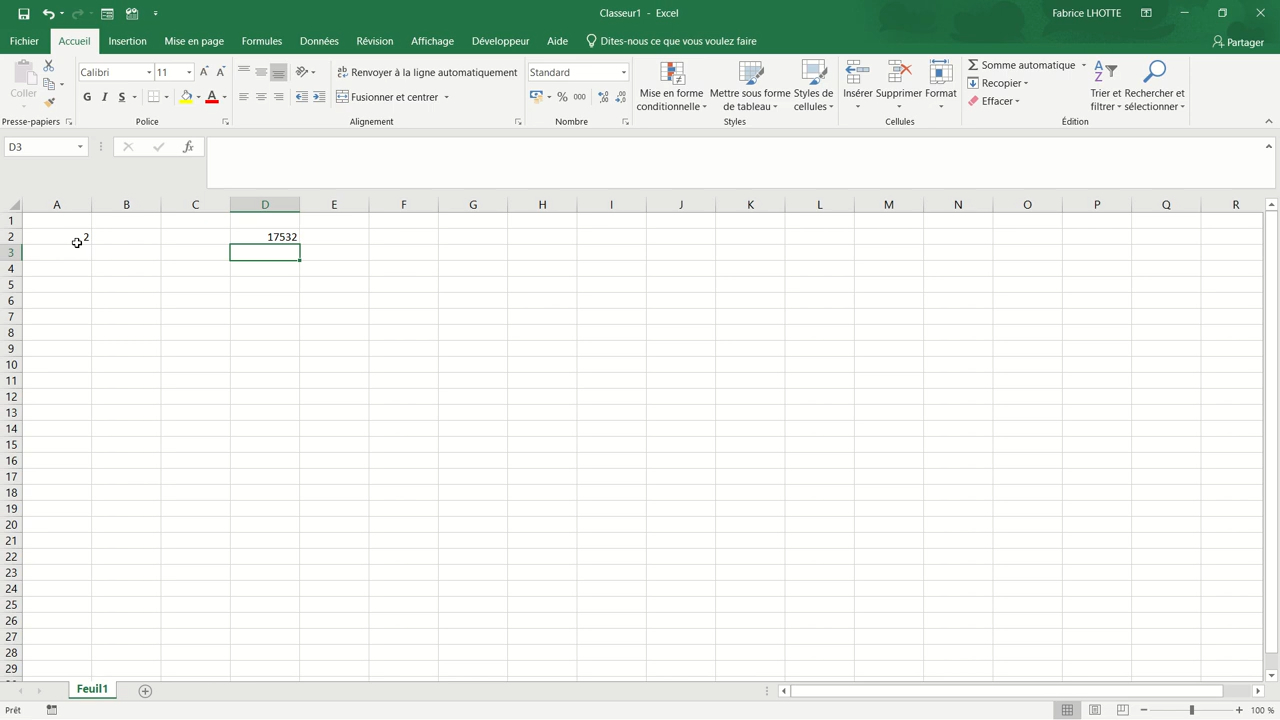 Classeur1 - Excel
Fabrice LHOTTE
Fichier Accueil Insertion Mise en page Formules Données Révision Affichage Développeur Aide Dites-nous ce que vous voulez faire Partager
Coller
Presse-papiers
Calibri 11
G I S A
Police
Renvoyer à la ligne automatiquement
Fusionner et centrer
Alignement
Standard
% 000
Nombre
Mise en forme conditionnelle
Mettre sous forme de tableau
Styles de cellules
Styles
Insérer Supprimer Format
Cellules
Somme automatique
Recopier
Effacer
Trier et filtrer
Rechercher et sélectionner
Édition
D3 fx
A B C D E F G H I J K L M N O P Q R
1
2 2 17532
3
4
5
6
7
8
9
10
11
12
13
14
15
16
17
18
19
20
21
22
23
24
25
26
27
28
29
Feuil1
Prêt 100 %